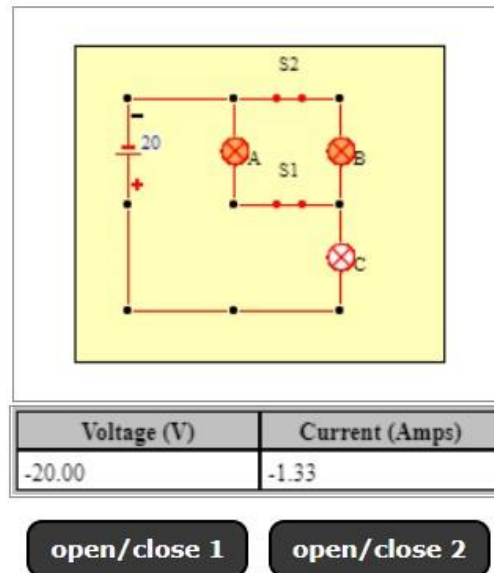 S2
-
20
A
B
S1
+
C
Voltage (V) Current (Amps)
-20.00 -1.33
open/close 1 open/close 2